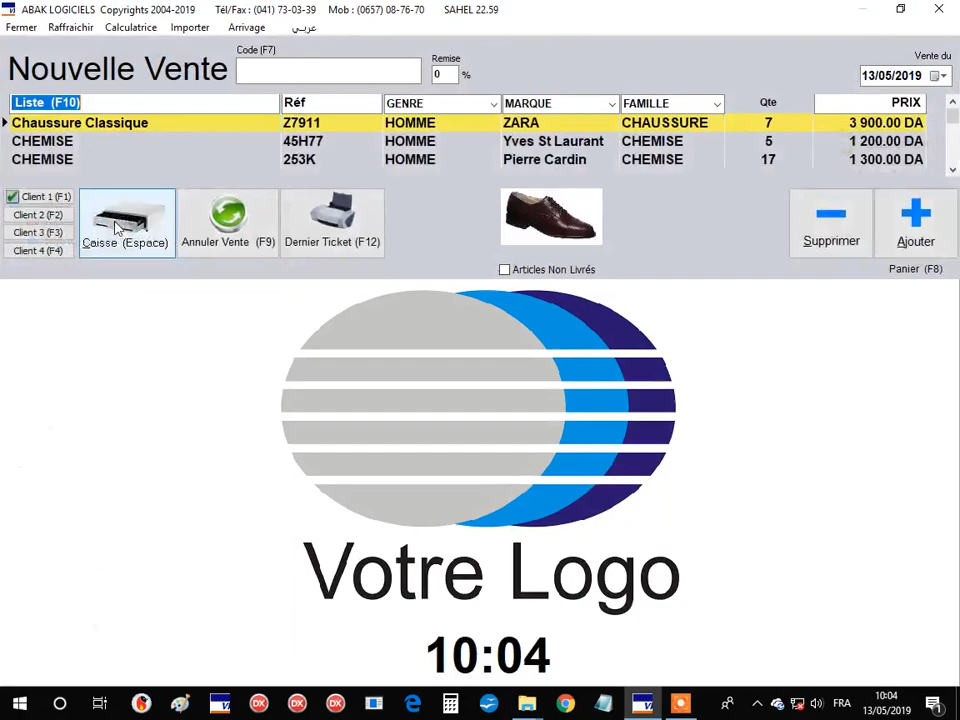 ABAK LOGICIELS Copyrights 2004-2019 Tél/Fax : (041) 73-03-39 Mob : (0657) 08-76-70 SAHEL 22.59
Fermer Raffraichir Calculatrice Importer Arrivage عربي
Nouvelle Vente
Code (F7)
Remise
0 %
Vente du
13/05/2019
Liste (F10) Réf GENRE MARQUE FAMILLE Qte PRIX
Chaussure Classique Z7911 HOMME ZARA CHAUSSURE 7 3 900.00 DA
CHEMISE 45H77 HOMME Yves St Laurant CHEMISE 5 1 200.00 DA
CHEMISE 253K HOMME Pierre Cardin CHEMISE 17 1 300.00 DA
Client 1 (F1)
Client 2 (F2)
Client 3 (F3)
Client 4 (F4)
Caisse (Espace) Annuler Vente (F9) Dernier Ticket (F12) Supprimer Ajouter
Articles Non Livrés
Panier (F8)
Votre Logo
10:04
FRA
10:04
13/05/2019